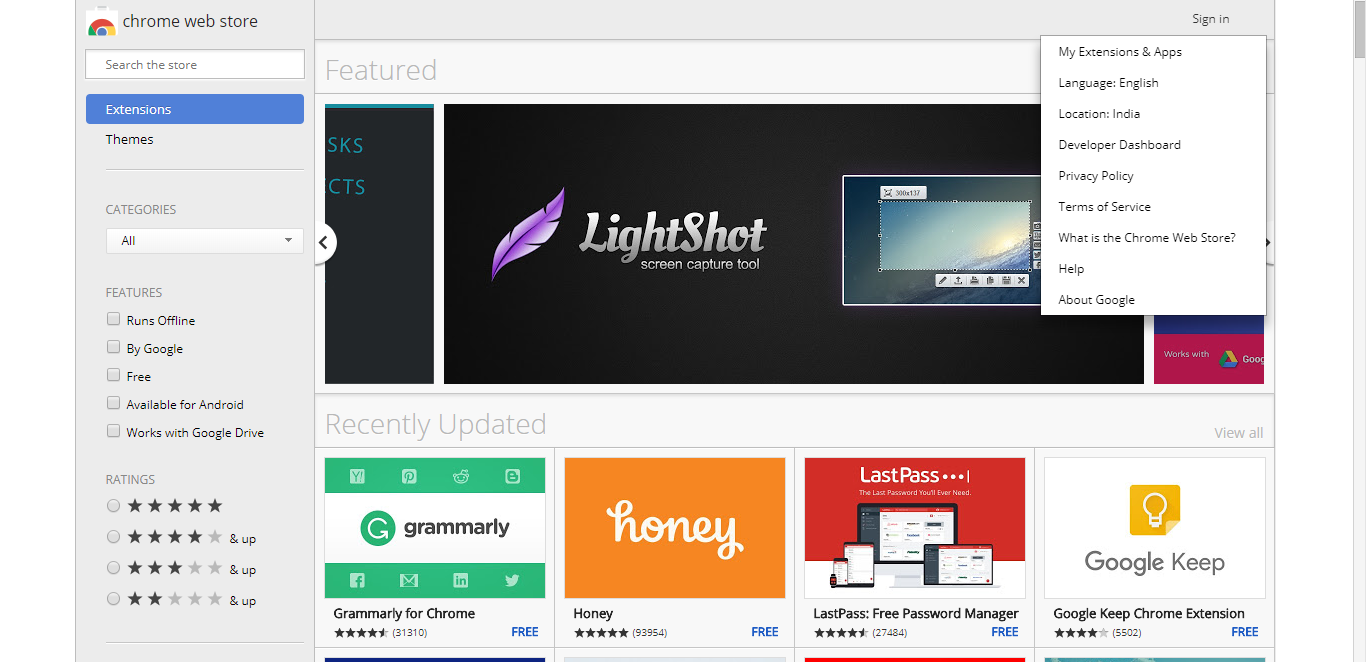 chrome web store
Search the store
Extensions
Themes
CATEGORIES
All
FEATURES
Runs Offline
By Google
Free
Available for Android
Works with Google Drive
RATINGS
& up
& up
& up
Sign in
My Extensions & Apps
Language: English
Location: India
Developer Dashboard
Privacy Policy
Terms of Service
What is the Chrome Web Store?
Help
About Google
Featured
SKS
CTS
LightShot
screen capture tool
300x137
Works with Goog
Recently Updated
View all
grammarly
Grammarly for Chrome
(31310) FREE
honey
Honey
(93954) FREE
LastPass•••|
The Last Password You'll Ever Need.
LastPass: Free Password Manager
(27484) FREE
Google Keep
Google Keep Chrome Extension
(5502) FREE